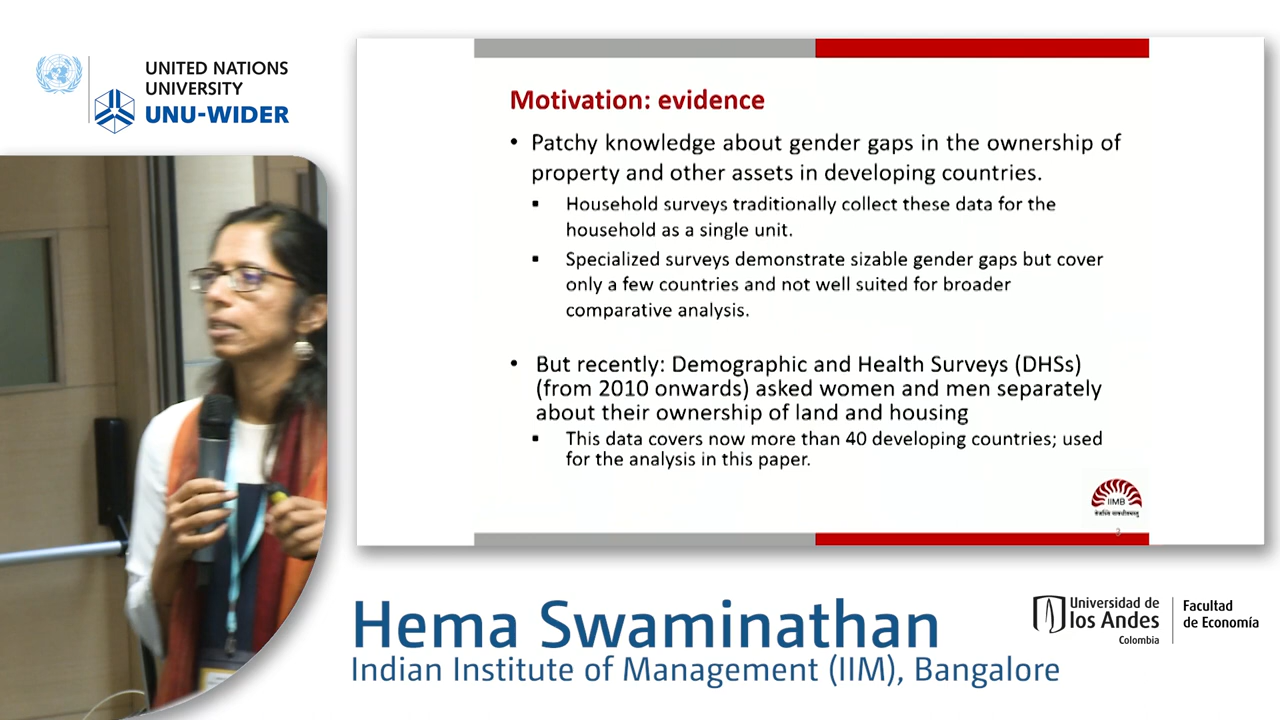 UNITED NATIONS
UNIVERSITY
UNU-WIDER
Motivation: evidence
• Patchy knowledge about gender gaps in the ownership of
property and other assets in developing countries.
▪ Household surveys traditionally collect these data for the
household as a single unit.
▪ Specialized surveys demonstrate sizable gender gaps but cover
only a few countries and not well suited for broader
comparative analysis.
• But recently: Demographic and Health Surveys (DHSs)
(from 2010 onwards) asked women and men separately
about their ownership of land and housing
▪ This data covers now more than 40 developing countries; used
for the analysis in this paper.
IIMB
Hema Swaminathan
Indian Institute of Management (IIM), Bangalore
Universidad de
los Andes
Colombia
Facultad
de Economía